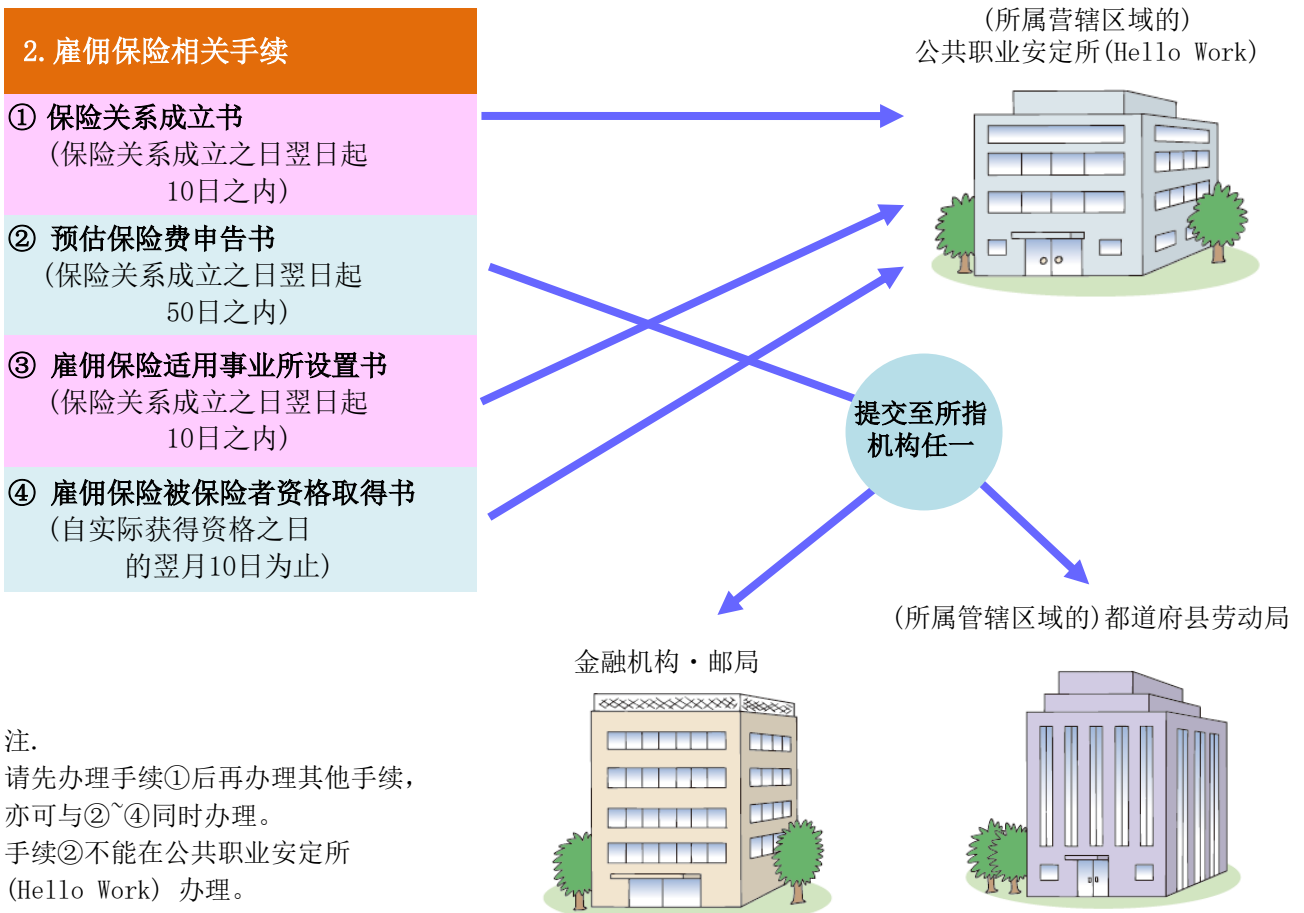 2.雇佣保险相关手续
① 保险关系成立书
(保险关系成立之日翌日起
10日之内)
② 预估保险费申告书
(保险关系成立之日翌日起
50日之内)
③ 雇佣保险适用事业所设置书
(保险关系成立之日翌日起
10日之内)
④ 雇佣保险被保险者资格取得书
(自实际获得资格之日
的翌月10日为止)
(所属营辖区域的)
公共职业安定所(Hello Work)
提交至所指
机构任一
(所属管辖区域的)都道府县劳动局
金融机构・邮局
注.
请先办理手续①后再办理其他手续，
亦可与②~④同时办理。
手续②不能在公共职业安定所
(Hello Work) 办理。